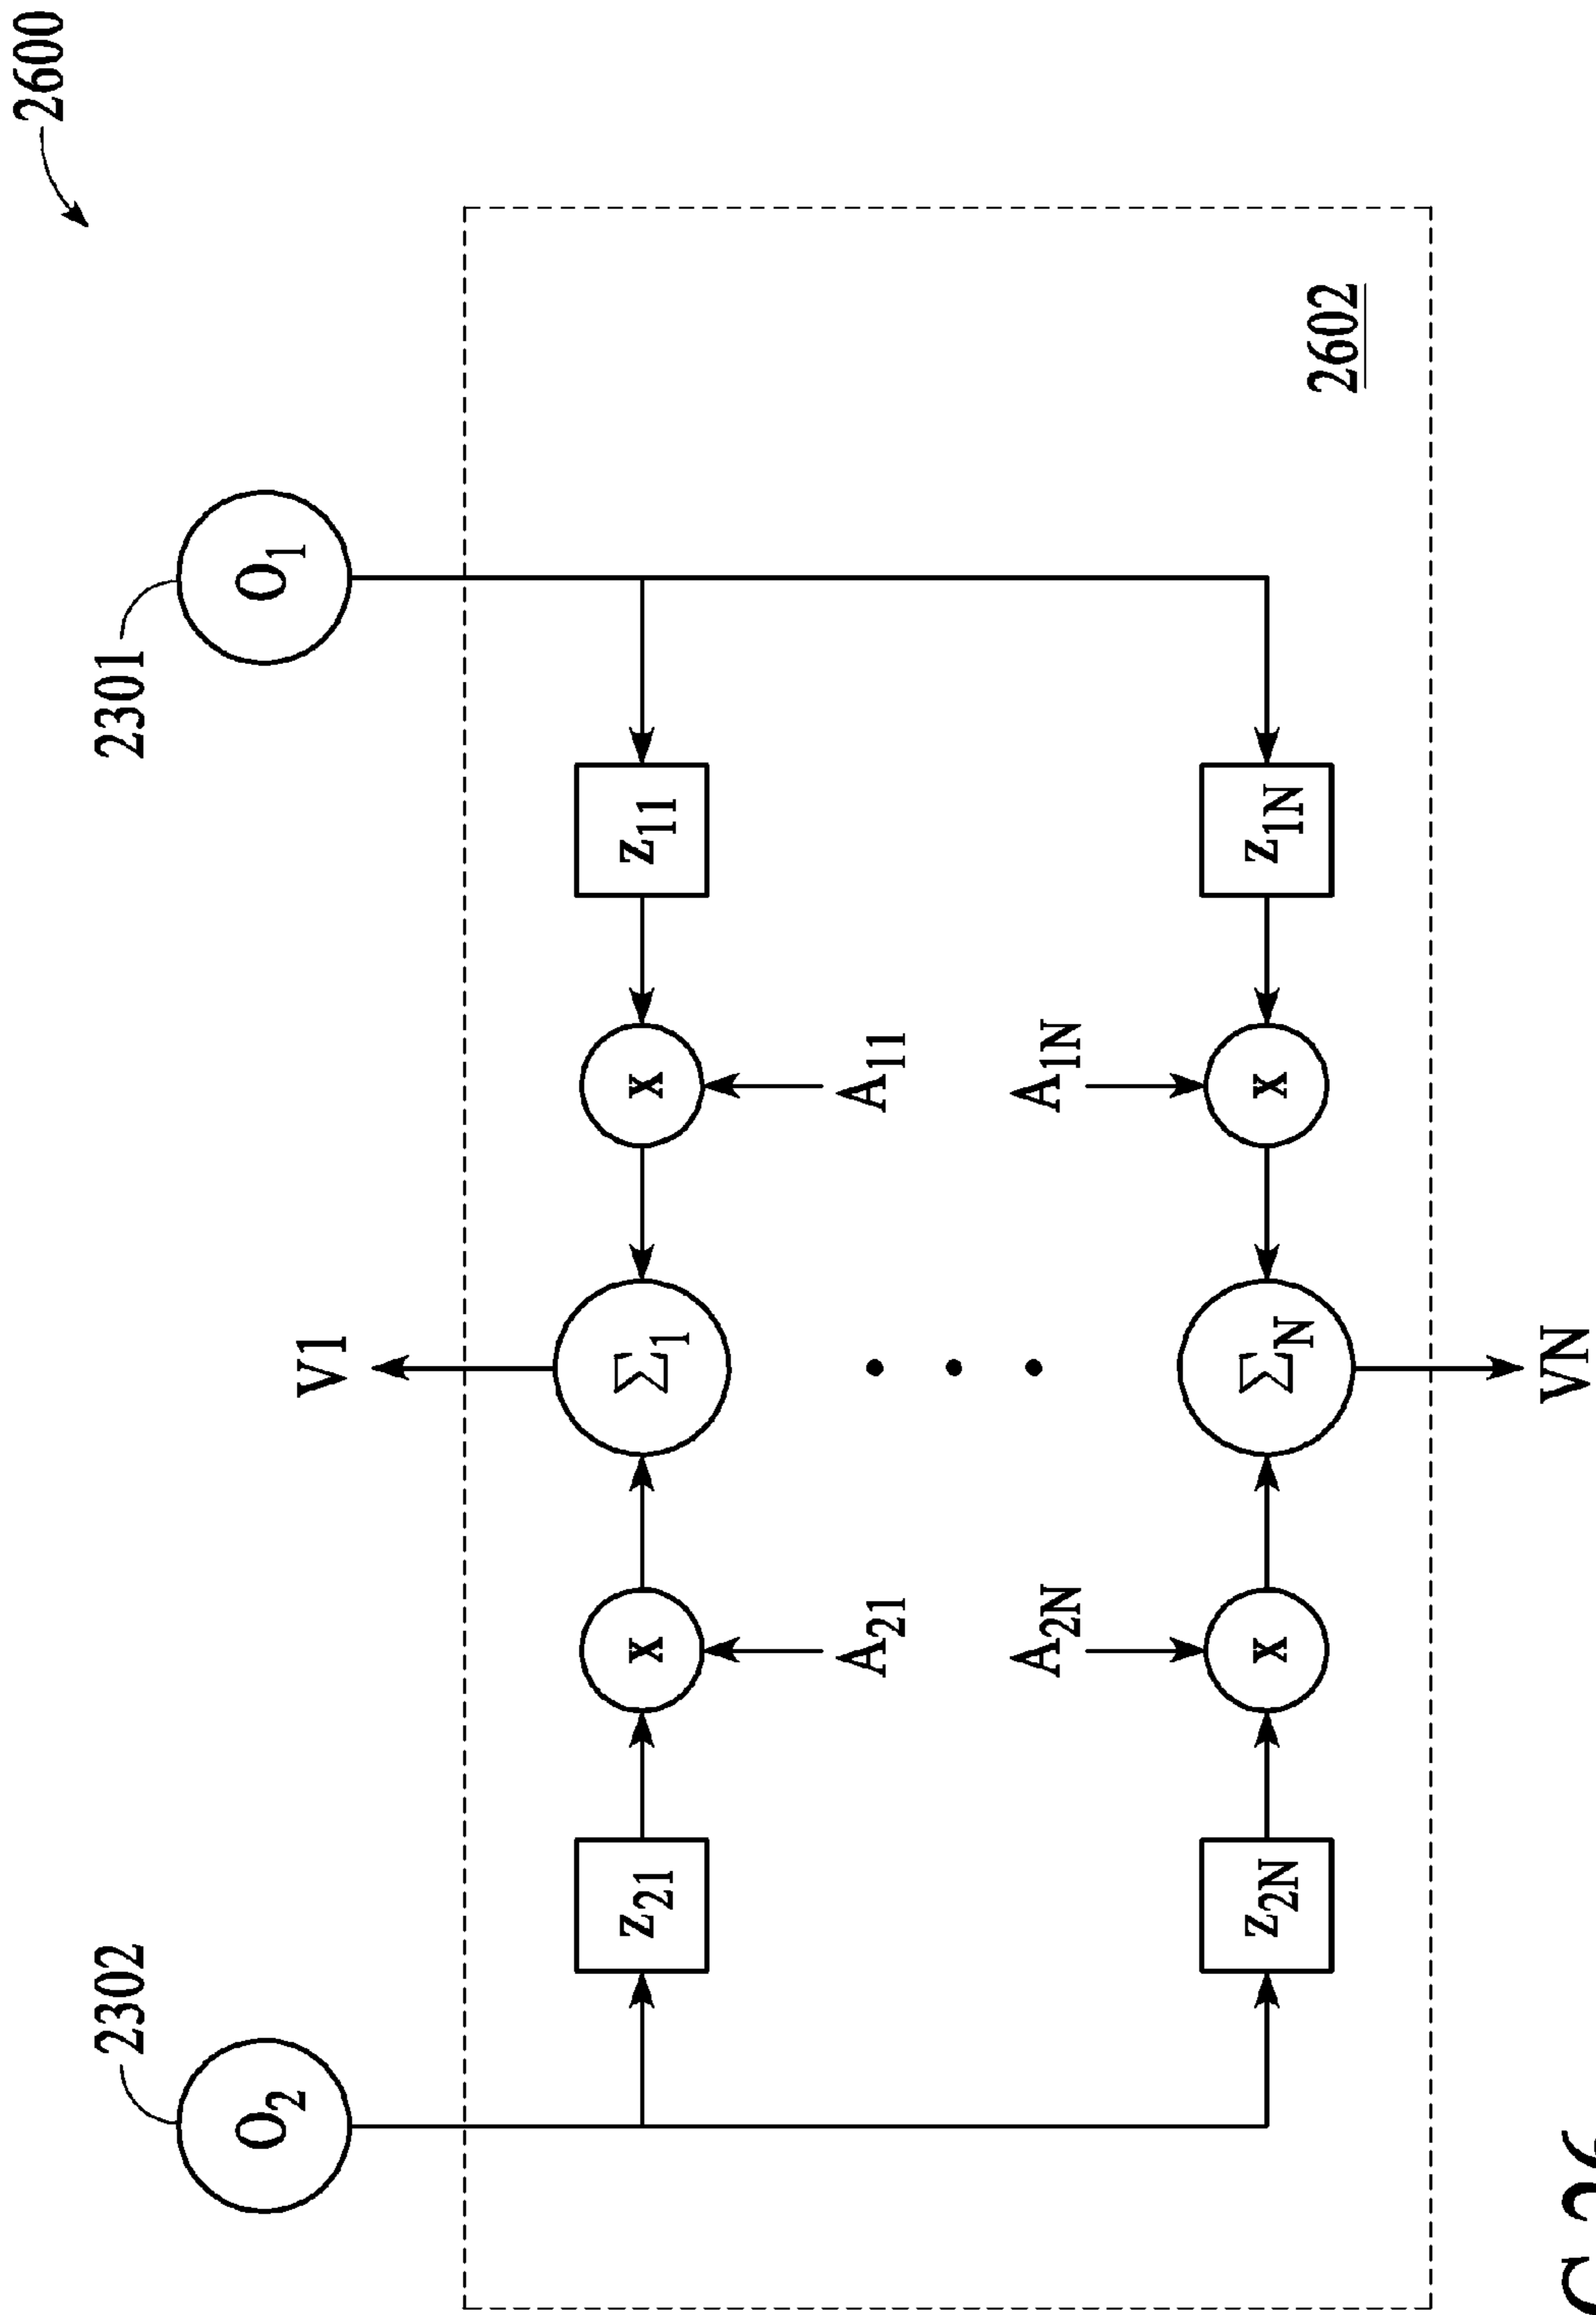 2600
2302
2301
O2
O1
V1
z21
x
Σ1
x
z11
A21
A11
A2N
A1N
z2N
x
ΣN
x
z1N
2602
VN